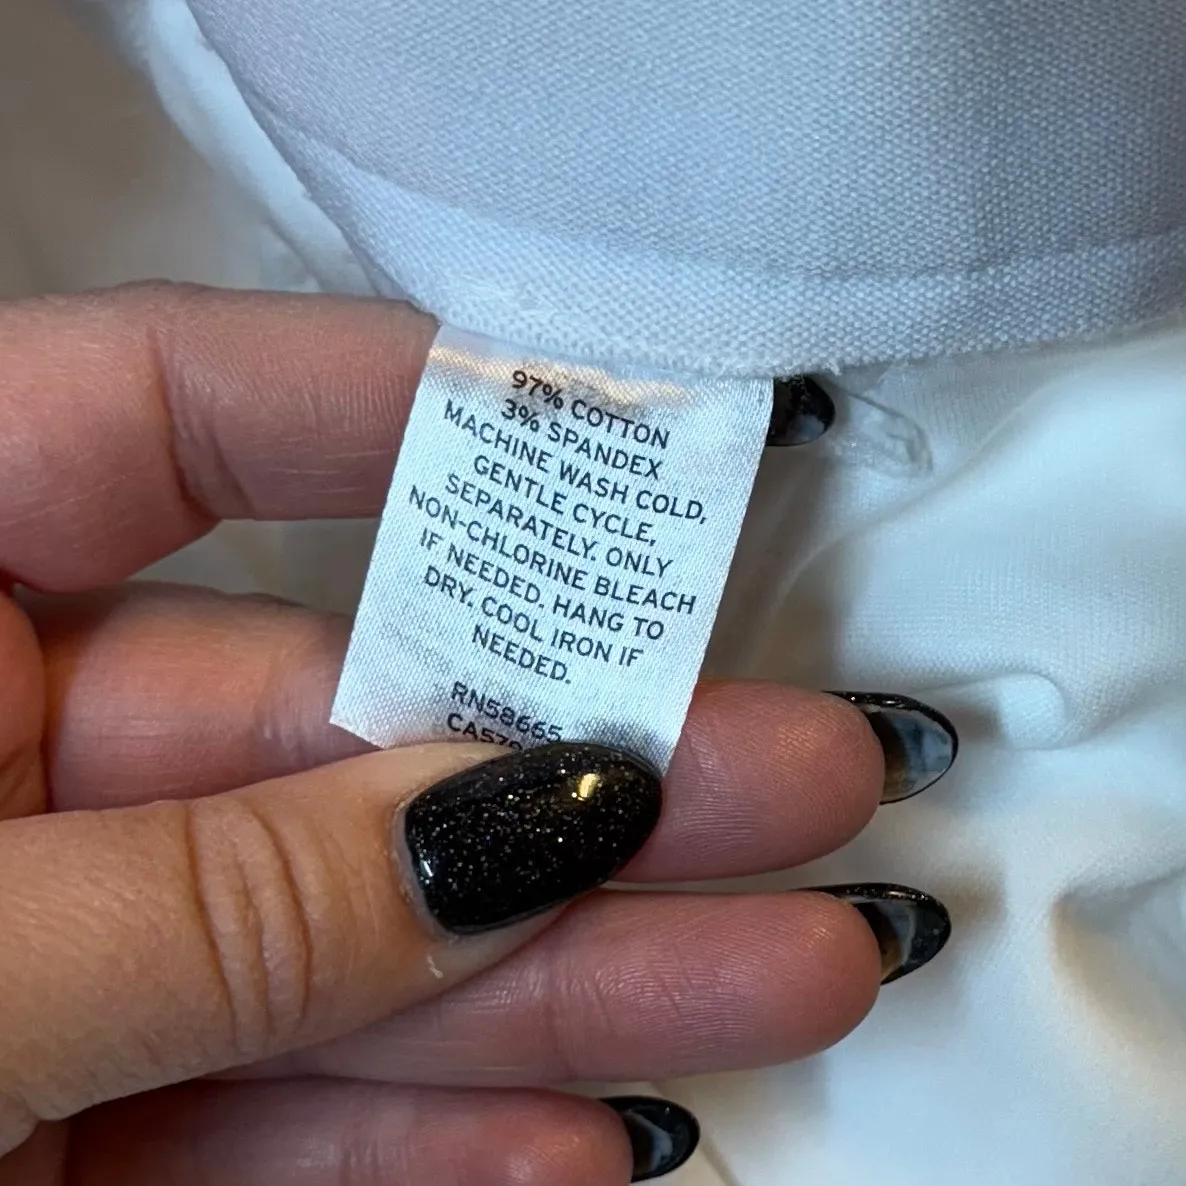 97% COTTON
3% SPANDEX
MACHINE WASH COLD,
GENTLE CYCLE,
SEPARATELY. ONLY
NON-CHLORINE BLEACH
IF NEEDED. HANG TO
DRY. COOL IRON IF
NEEDED.
RN58665